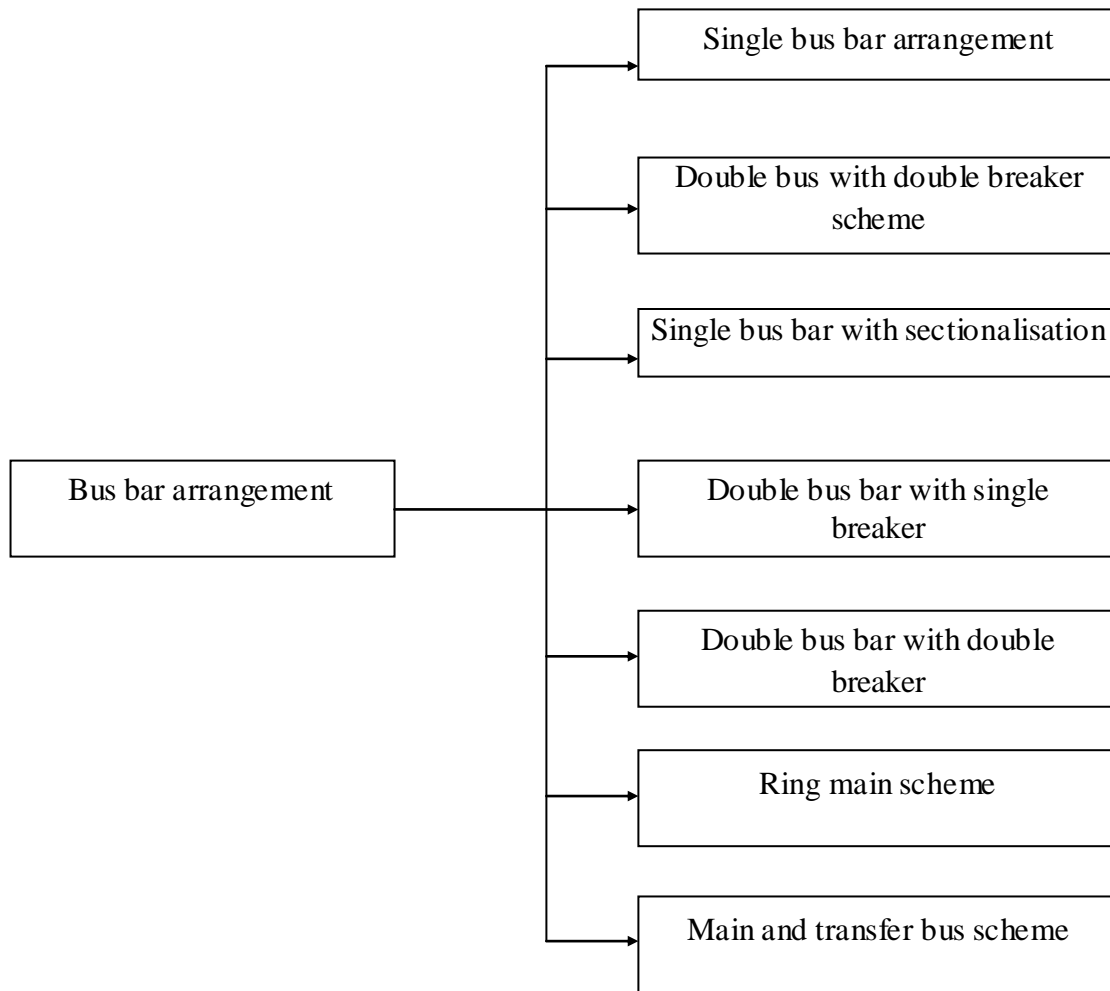 Single bus bar arrangement
Double bus with double breaker
scheme
Single bus bar with sectionalisation
Bus bar arrangement
Double bus bar with single
breaker
Double bus bar with double
breaker
Ring main scheme
Main and transfer bus scheme